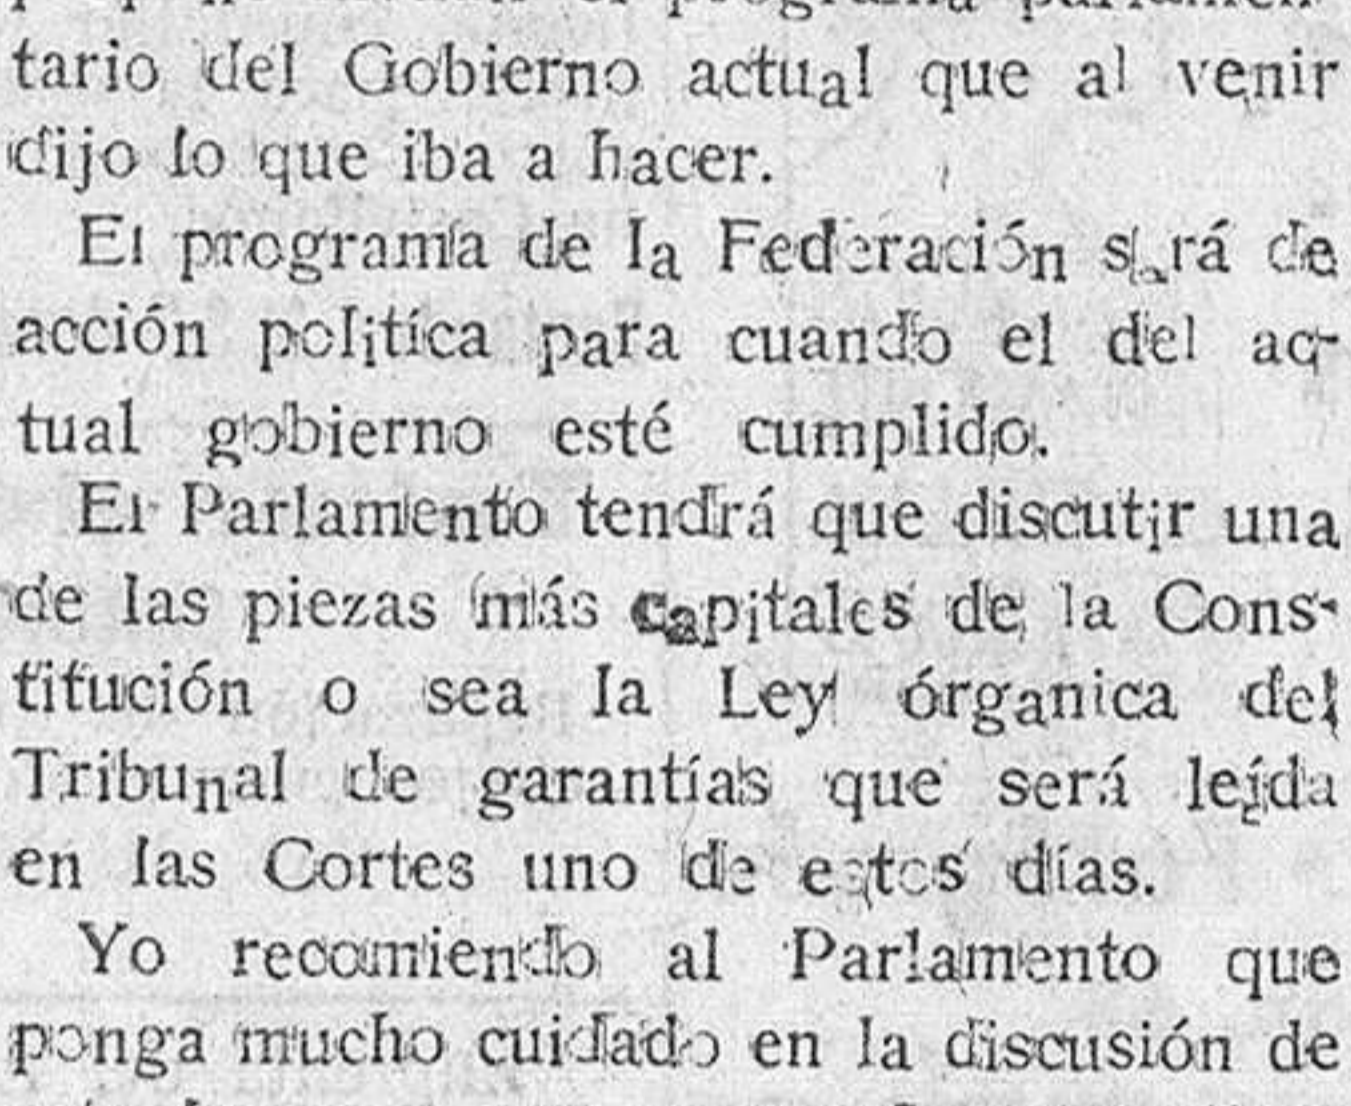 tario del Gobierno actual que al venir
dijo lo que iba a hacer.
El programa de la Federación será de
acción política para cuando el del ac-
tual gobierno esté cumplido.
El Parlamento tendrá que discutir una
de las piezas más capitales de la Cons-
titución o sea la Ley órganica del
Tribunal de garantías que será leída
en las Cortes uno de estos días.
Yo recomiendo al Parlamento que
ponga mucho cuidado en la discusión de